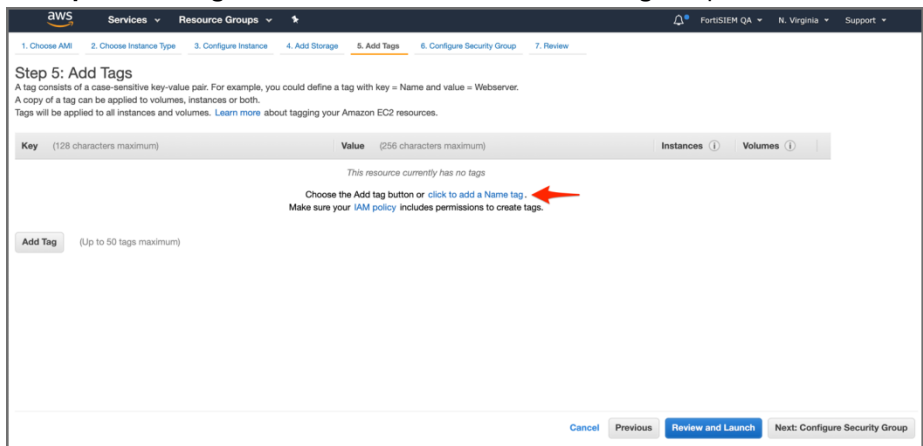 aws Services Resource Groups FortiSIEM QA N. Virginia Support
1. Choose AMI 2. Choose Instance Type 3. Configure Instance 4. Add Storage 5. Add Tags 6. Configure Security Group 7. Review
Step 5: Add Tags
A tag consists of a case-sensitive key-value pair. For example, you could define a tag with key = Name and value = Webserver.
A copy of a tag can be applied to volumes, instances or both.
Tags will be applied to all instances and volumes. Learn more about tagging your Amazon EC2 resources.
Key (128 characters maximum) Value (256 characters maximum) Instances Volumes
This resource currently has no tags
Choose the Add tag button or click to add a Name tag.
Make sure your IAM policy includes permissions to create tags.
Add Tag (Up to 50 tags maximum)
Cancel Previous Review and Launch Next: Configure Security Group